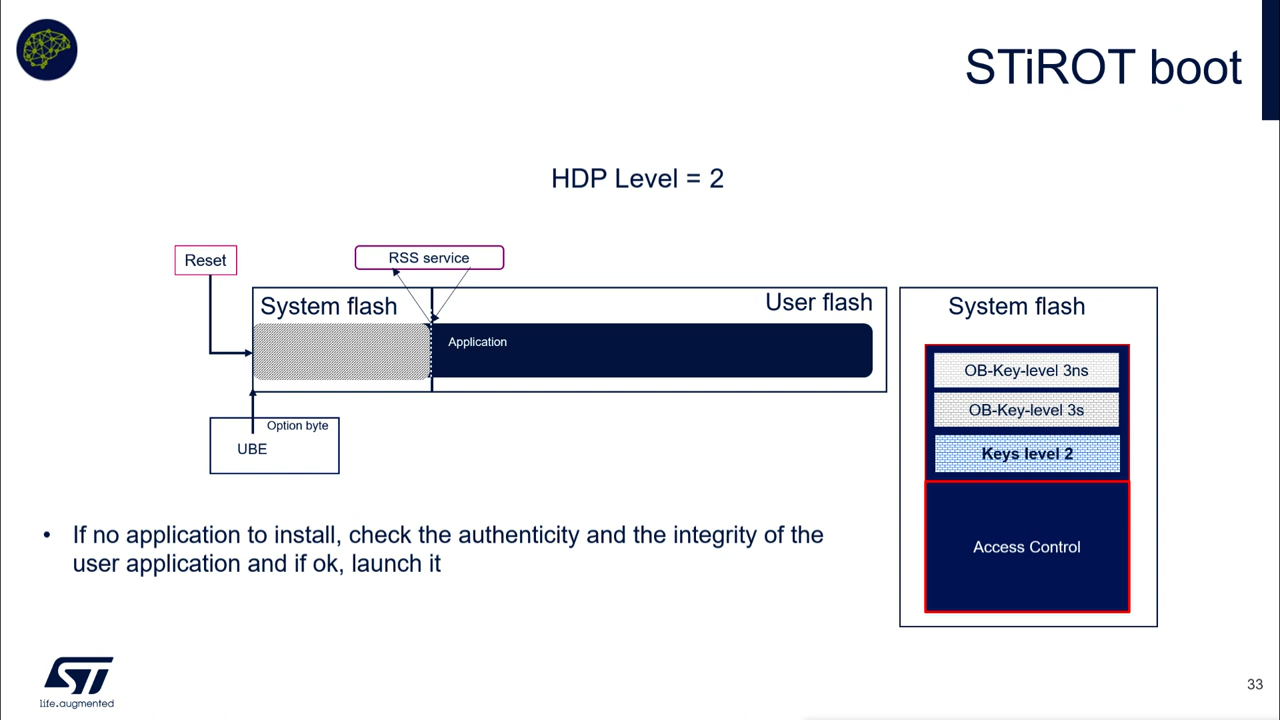 STiROT boot
HDP Level = 2
Reset
RSS service
System flash
User flash
Application
Option byte
UBE
System flash
OB-Key-level 3ns
OB-Key-level 3s
Keys level 2
Access Control
• If no application to install, check the authenticity and the integrity of the
user application and if ok, launch it
ST
life.augmented
33